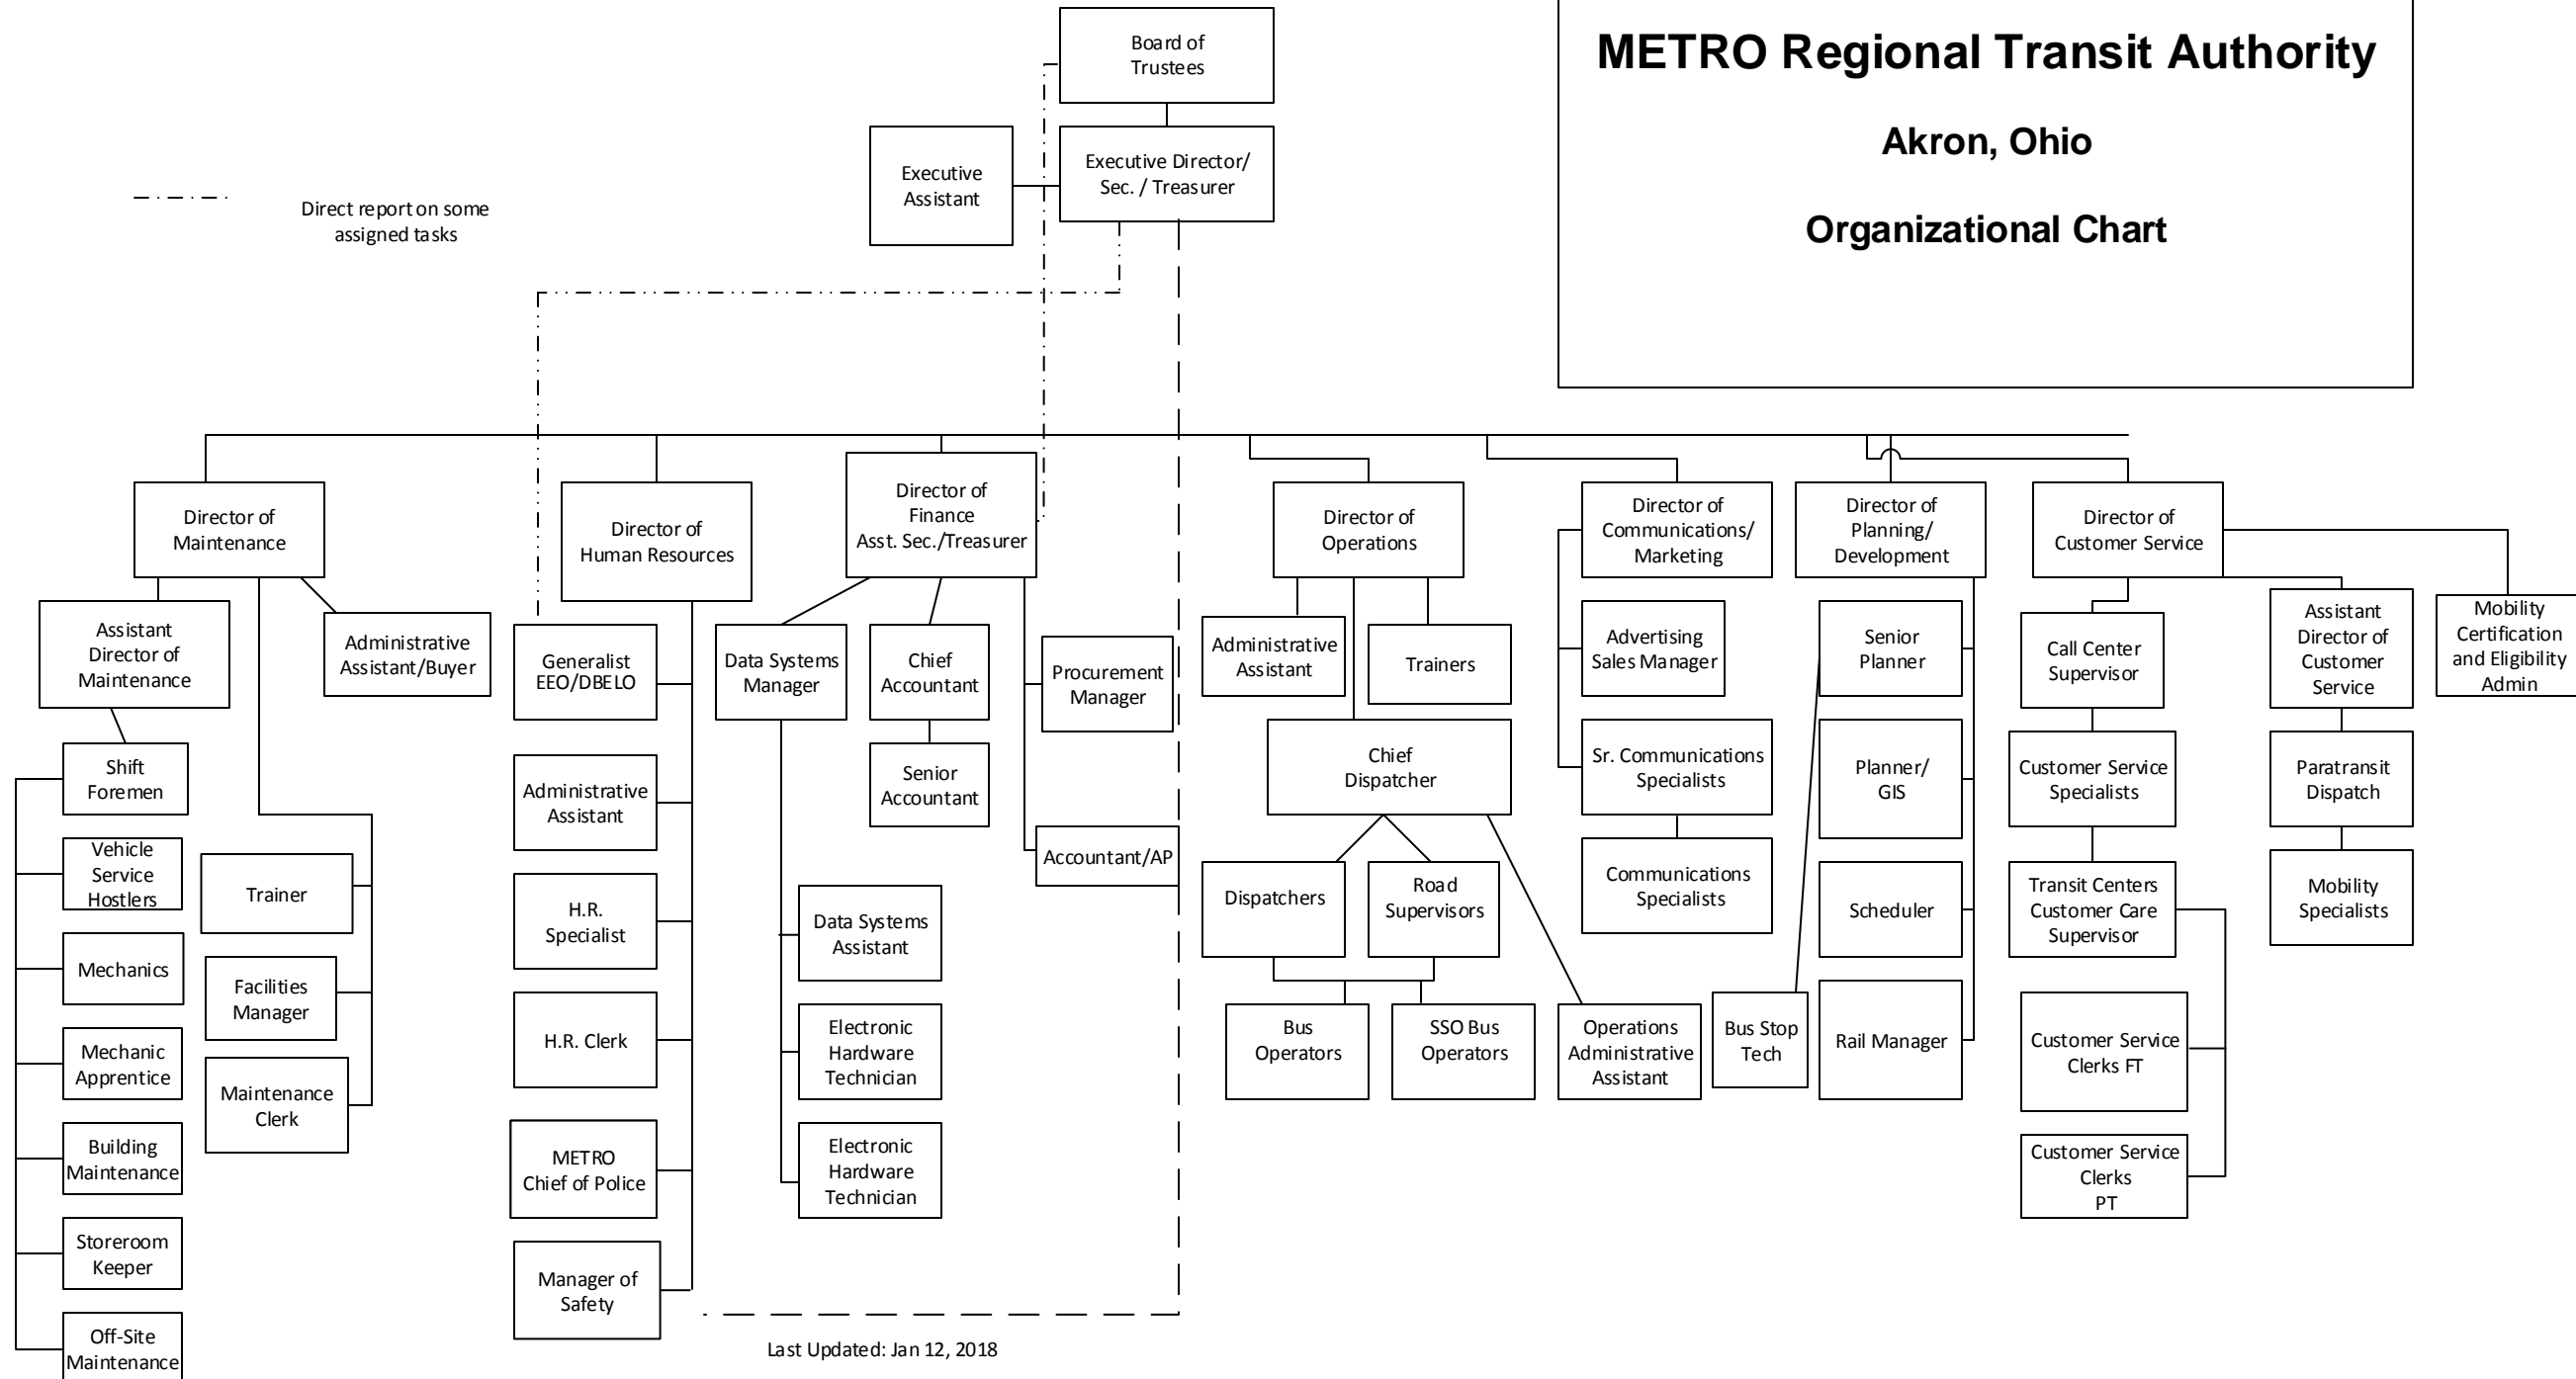 Board of
Trustees
METRO Regional Transit Authority
Akron, Ohio
Organizational Chart
Executive
Assistant
Executive Director/
Sec. / Treasurer
Direct report on some
assigned tasks
Director of
Maintenance
Director of
Human Resources
Director of
Finance
Asst. Sec./Treasurer
Director of
Operations
Director of
Communications/
Marketing
Director of
Planning/
Development
Director of
Customer Service
Assistant
Director of
Maintenance
Administrative
Assistant/Buyer
Shift
Foremen
Vehicle
Service
Hostlers
Mechanics
Mechanic
Apprentice
Building
Maintenance
Storeroom
Keeper
Off-Site
Maintenance
Trainer
Facilities
Manager
Maintenance
Clerk
Generalist
EEO/DBELO
Administrative
Assistant
H.R.
Specialist
H.R. Clerk
METRO
Chief of Police
Manager of
Safety
Data Systems
Manager
Chief
Accountant
Senior
Accountant
Procurement
Manager
Accountant/AP
Data Systems
Assistant
Electronic
Hardware
Technician
Electronic
Hardware
Technician
Administrative
Assistant
Trainers
Chief
Dispatcher
Dispatchers
Road
Supervisors
Bus
Operators
SSO Bus
Operators
Operations
Administrative
Assistant
Advertising
Sales Manager
Sr. Communications
Specialists
Communications
Specialists
Senior
Planner
Planner/
GIS
Scheduler
Rail Manager
Bus Stop
Tech
Call Center
Supervisor
Customer Service
Specialists
Transit Centers
Customer Care
Supervisor
Customer Service
Clerks FT
Customer Service
Clerks
PT
Assistant
Director of
Customer
Service
Paratransit
Dispatch
Mobility
Specialists
Mobility
Certification
and Eligibility
Admin
Last Updated: Jan 12, 2018